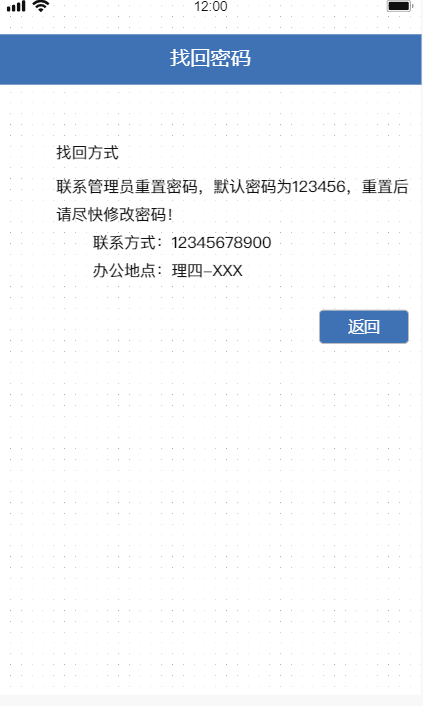 12:00
找回密码
找回方式
联系管理员重置密码，默认密码为123456，重置后
请尽快修改密码！
联系方式：12345678900
办公地点：理四-XXX
返回